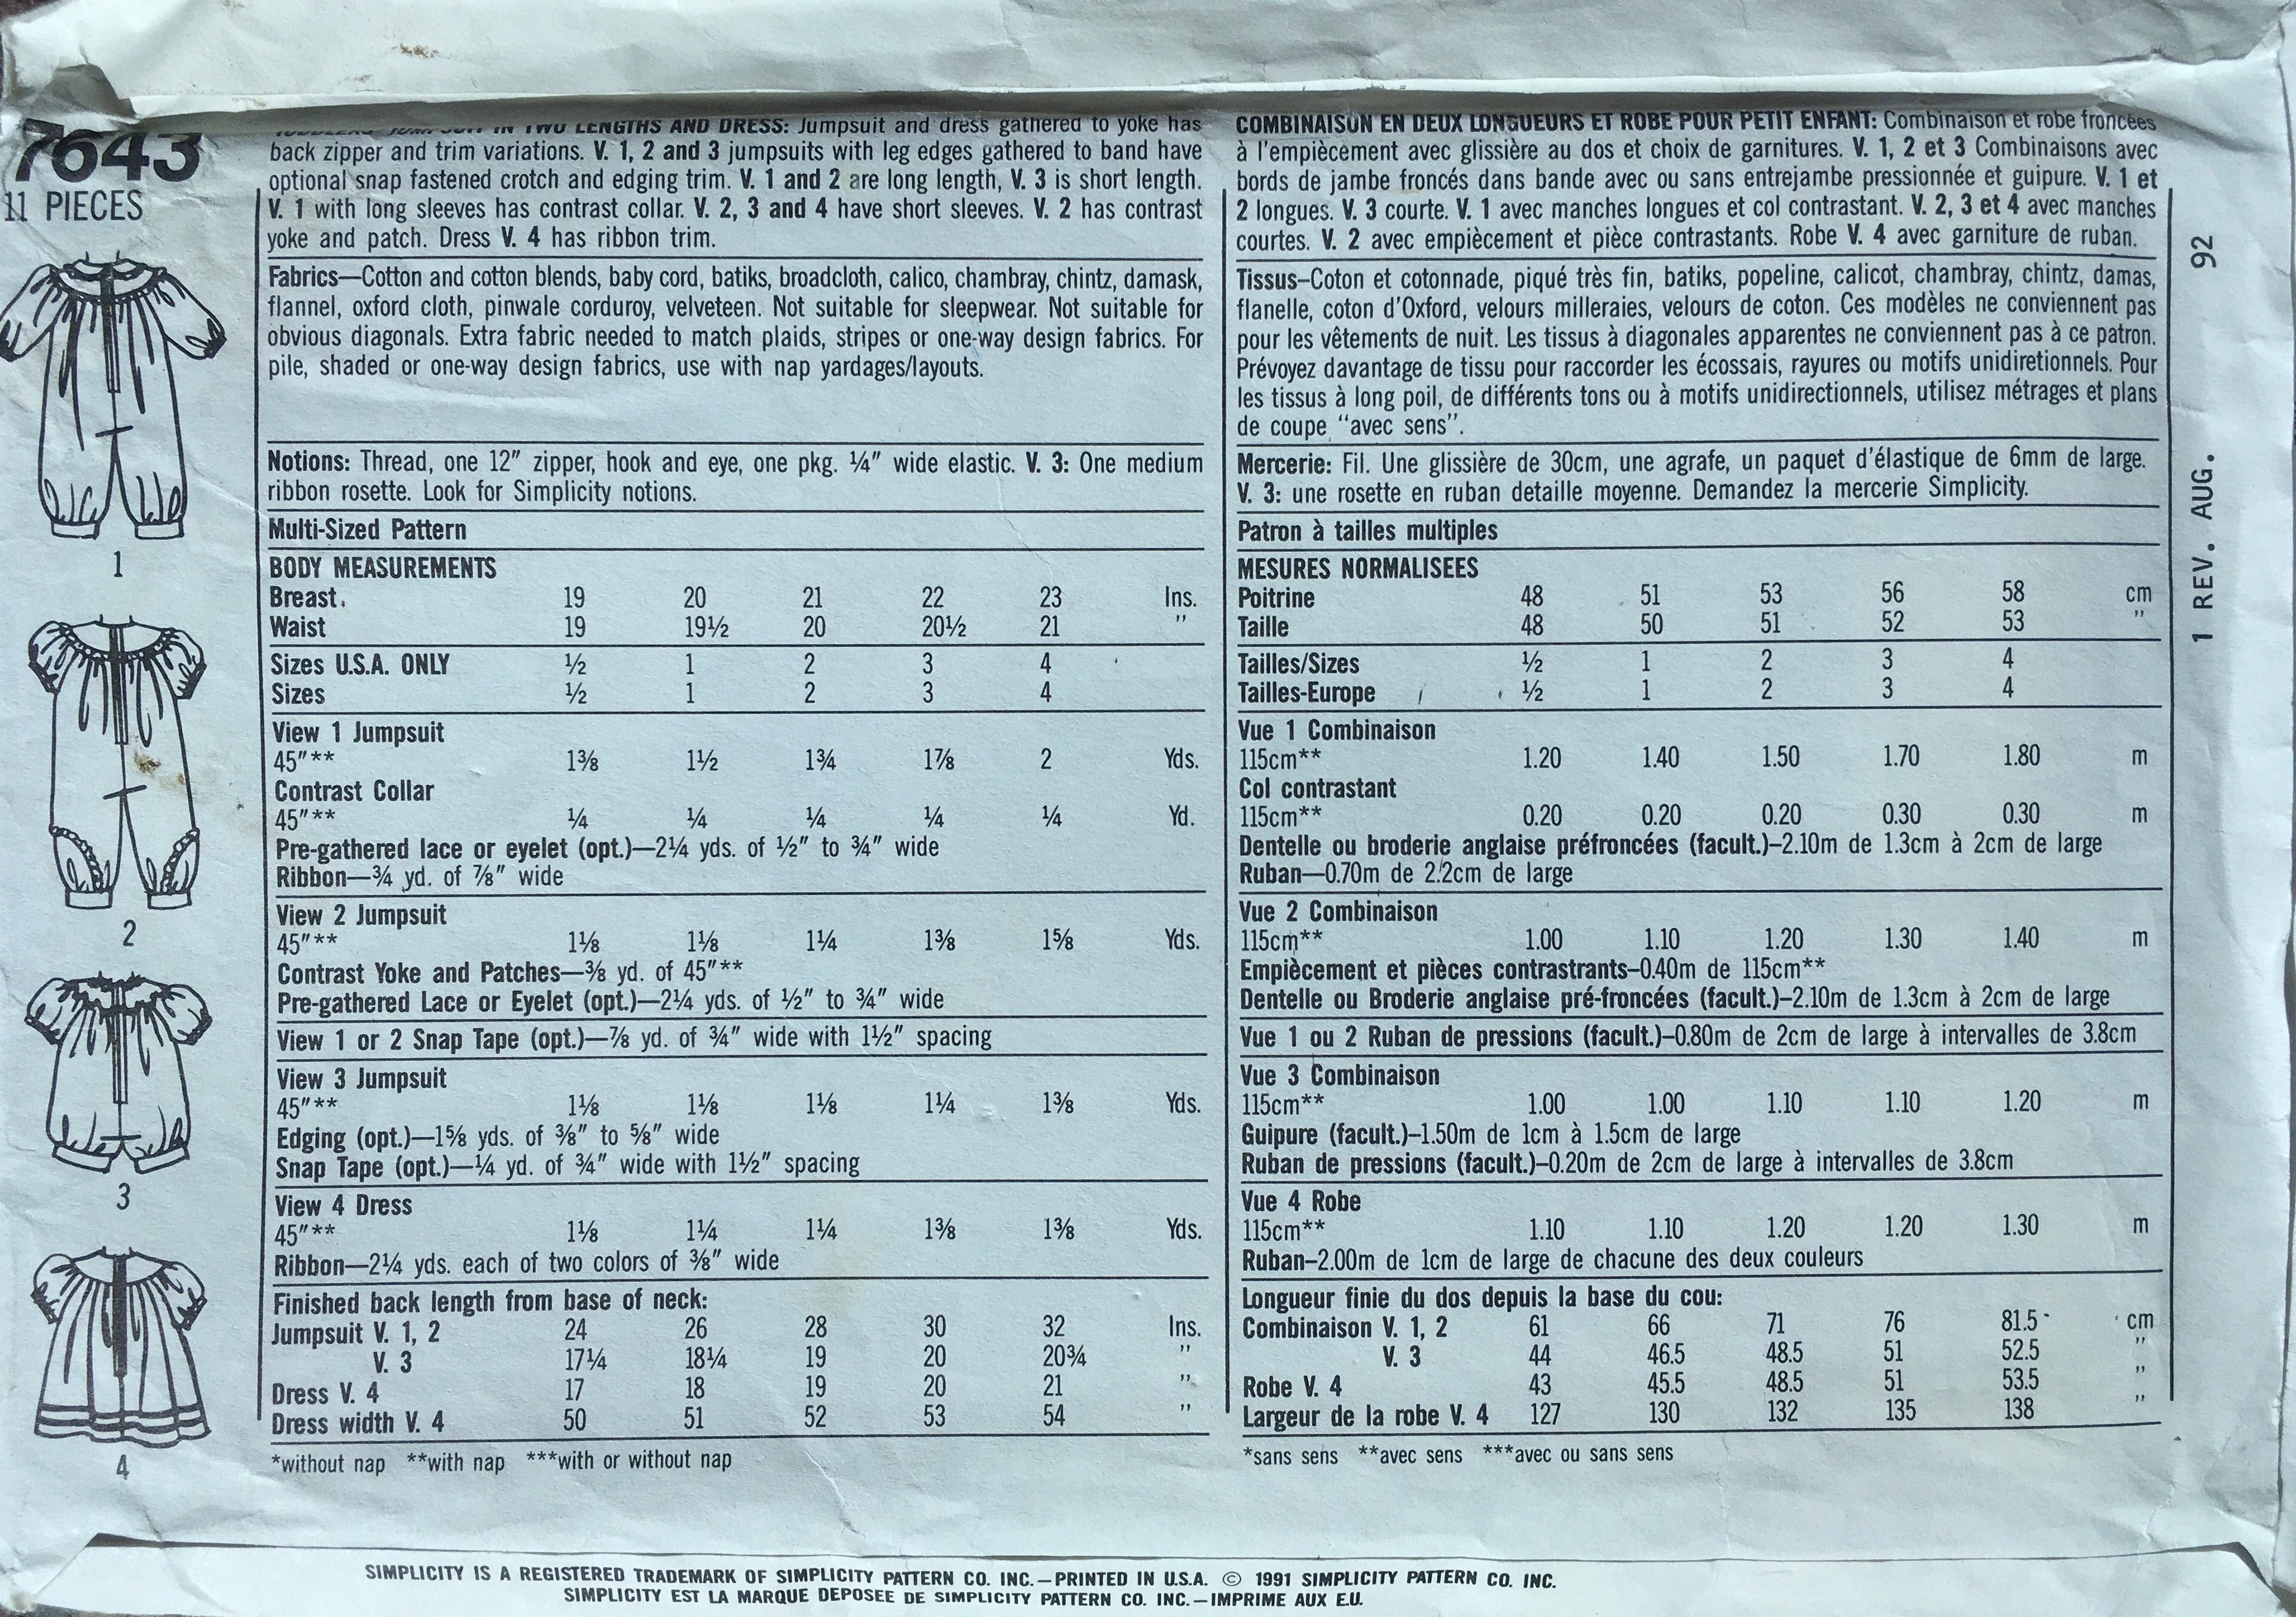 7643
11 PIECES
1
2
3
4
IN TWO LENGTHS AND DRESS: Jumpsuit and dress gathered to yoke has
back zipper and trim variations. V. 1, 2 and 3 jumpsuits with leg edges gathered to band have
optional snap fastened crotch and edging trim. V. 1 and 2 are long length, V. 3 is short length.
V. 1 with long sleeves has contrast collar. V. 2, 3 and 4 have short sleeves. V. 2 has contrast
yoke and patch. Dress V. 4 has ribbon trim.
Fabrics—Cotton and cotton blends, baby cord, batiks, broadcloth, calico, chambray, chintz, damask,
flannel, oxford cloth, pinwale corduroy, velveteen. Not suitable for sleepwear. Not suitable for
obvious diagonals. Extra fabric needed to match plaids, stripes or one-way design fabrics. For
pile, shaded or one-way design fabrics, use with nap yardages/layouts.
Notions: Thread, one 12" zipper, hook and eye, one pkg. ¼" wide elastic. V. 3: One medium
ribbon rosette. Look for Simplicity notions.
Multi-Sized Pattern
BODY MEASUREMENTS
Breast. 19 20 21 22 23 Ins.
Waist 19 19½ 20 20½ 21 "
Sizes U.S.A. ONLY ½ 1 2 3 4
Sizes ½ 1 2 3 4
View 1 Jumpsuit
45"** 1⅜ 1½ 1¾ 1⅞ 2 Yds.
Contrast Collar
45"** ¼ ¼ ¼ ¼ ¼ Yd.
Pre-gathered lace or eyelet (opt.)—2¼ yds. of ½" to ¾" wide
Ribbon—¾ yd. of ⅞" wide
View 2 Jumpsuit
45"** 1⅛ 1⅛ 1¼ 1⅜ 1⅝ Yds.
Contrast Yoke and Patches—⅜ yd. of 45"**
Pre-gathered Lace or Eyelet (opt.)—2¼ yds. of ½" to ¾" wide
View 1 or 2 Snap Tape (opt.)—⅞ yd. of ¾" wide with 1½" spacing
View 3 Jumpsuit
45"** 1⅛ 1⅛ 1⅛ 1¼ 1⅜ Yds.
Edging (opt.)—1⅝ yds. of ⅜" to ⅝" wide
Snap Tape (opt.)—¼ yd. of ¾" wide with 1½" spacing
View 4 Dress
45"** 1⅛ 1¼ 1¼ 1⅜ 1⅜ Yds.
Ribbon—2¼ yds. each of two colors of ⅜" wide
Finished back length from base of neck:
Jumpsuit V. 1, 2 24 26 28 30 32 Ins.
V. 3 17¼ 18¼ 19 20 20¾ "
Dress V. 4 17 18 19 20 21 "
Dress width V. 4 50 51 52 53 54 "
*without nap **with nap ***with or without nap
COMBINAISON EN DEUX LONGUEURS ET ROBE POUR PETIT ENFANT: Combinaison et robe froncées
à l'empiècement avec glissière au dos et choix de garnitures. V. 1, 2 et 3 Combinaisons avec
bords de jambe froncés dans bande avec ou sans entrejambe pressionnée et guipure. V. 1 et
2 longues. V. 3 courte. V. 1 avec manches longues et col contrastant. V. 2, 3 et 4 avec manches
courtes. V. 2 avec empiècement et pièce contrastants. Robe V. 4 avec garniture de ruban.
Tissus–Coton et cotonnade, piqué très fin, batiks, popeline, calicot, chambray, chintz, damas,
flanelle, coton d'Oxford, velours milleraies, velours de coton. Ces modèles ne conviennent pas
pour les vêtements de nuit. Les tissus à diagonales apparentes ne conviennent pas à ce patron.
Prévoyez davantage de tissu pour raccorder les écossais, rayures ou motifs unidiretionnels. Pour
les tissus à long poil, de différents tons ou à motifs unidirectionnels, utilisez métrages et plans
de coupe "avec sens".
Mercerie: Fil. Une glissière de 30cm, une agrafe, un paquet d'élastique de 6mm de large.
V. 3: une rosette en ruban detaille moyenne. Demandez la mercerie Simplicity.
Patron à tailles multiples
MESURES NORMALISEES
Poitrine 48 51 53 56 58 cm
Taille 48 50 51 52 53 "
Tailles/Sizes ½ 1 2 3 4
Tailles-Europe ½ 1 2 3 4
Vue 1 Combinaison
115cm** 1.20 1.40 1.50 1.70 1.80 m
Col contrastant
115cm** 0.20 0.20 0.20 0.30 0.30 m
Dentelle ou broderie anglaise préfroncées (facult.)–2.10m de 1.3cm à 2cm de large
Ruban—0.70m de 2.2cm de large
Vue 2 Combinaison
115cm** 1.00 1.10 1.20 1.30 1.40 m
Empiècement et pièces contrastrants–0.40m de 115cm**
Dentelle ou Broderie anglaise pré-froncées (facult.)–2.10m de 1.3cm à 2cm de large
Vue 1 ou 2 Ruban de pressions (facult.)–0.80m de 2cm de large à intervalles de 3.8cm
Vue 3 Combinaison
115cm** 1.00 1.00 1.10 1.10 1.20 m
Guipure (facult.)–1.50m de 1cm à 1.5cm de large
Ruban de pressions (facult.)–0.20m de 2cm de large à intervalles de 3.8cm
Vue 4 Robe
115cm** 1.10 1.10 1.20 1.20 1.30 m
Ruban–2.00m de 1cm de large de chacune des deux couleurs
Longueur finie du dos depuis la base du cou:
Combinaison V. 1, 2 61 66 71 76 81.5 cm
V. 3 44 46.5 48.5 51 52.5 "
Robe V. 4 43 45.5 48.5 51 53.5 "
Largeur de la robe V. 4 127 130 132 135 138 "
*sans sens **avec sens ***avec ou sans sens
1 REV. AUG. 92
SIMPLICITY IS A REGISTERED TRADEMARK OF SIMPLICITY PATTERN CO. INC.—PRINTED IN U.S.A. © 1991 SIMPLICITY PATTERN CO. INC.
SIMPLICITY EST LA MARQUE DEPOSEE DE SIMPLICITY PATTERN CO. INC.—IMPRIME AUX E.U.